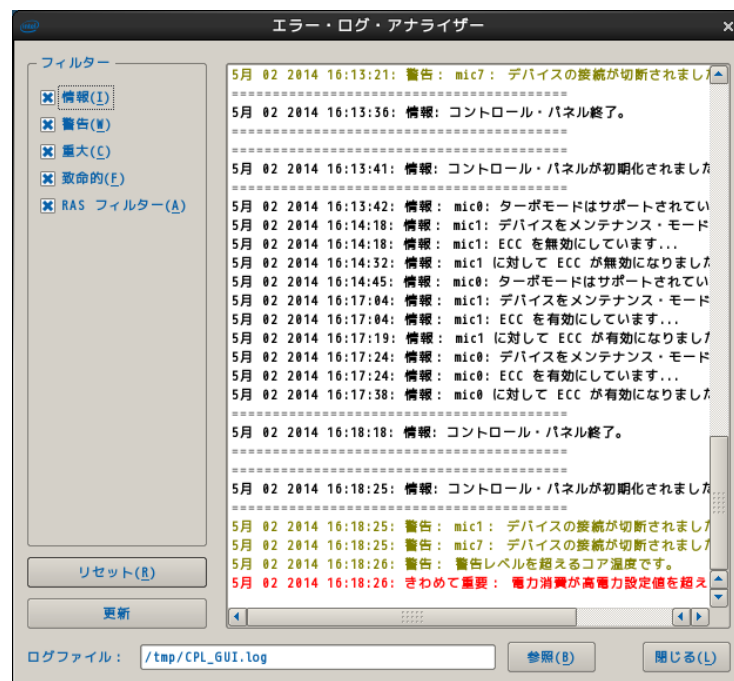 エラー・ログ・アナライザー
フィルター
情報(I)
警告(W)
重大(C)
致命的(F)
RAS フィルター(A)
リセット(R)
更新
5月 02 2014 16:13:21: 警告： mic7： デバイスの接続が切断されまし
=========================================
5月 02 2014 16:13:36: 情報: コントロール・パネル終了。
=========================================
=========================================
5月 02 2014 16:13:41: 情報: コントロール・パネルが初期化されました
=========================================
5月 02 2014 16:13:42: 情報： mic0: ターボモードはサポートされてい
5月 02 2014 16:14:18: 情報： mic1: デバイスをメンテナンス・モード
5月 02 2014 16:14:18: 情報： mic1: ECC を無効にしています...
5月 02 2014 16:14:32: 情報： mic1 に対して ECC が無効になりました
5月 02 2014 16:14:45: 情報： mic0: ターボモードはサポートされてい
5月 02 2014 16:17:04: 情報： mic1: デバイスをメンテナンス・モード
5月 02 2014 16:17:04: 情報： mic1: ECC を有効にしています...
5月 02 2014 16:17:19: 情報： mic1 に対して ECC が有効になりました
5月 02 2014 16:17:24: 情報： mic0: デバイスをメンテナンス・モード
5月 02 2014 16:17:24: 情報： mic0: ECC を有効にしています...
5月 02 2014 16:17:38: 情報： mic0 に対して ECC が有効になりました
=========================================
5月 02 2014 16:18:18: 情報: コントロール・パネル終了。
=========================================
=========================================
5月 02 2014 16:18:25: 情報: コントロール・パネルが初期化されました
=========================================
5月 02 2014 16:18:25: 警告： mic1： デバイスの接続が切断されまし
5月 02 2014 16:18:25: 警告： mic7： デバイスの接続が切断されまし
5月 02 2014 16:18:26: 警告： 警告レベルを超えるコア温度です。
5月 02 2014 16:18:26: きわめて重要： 電力消費が高電力設定値を超え
ログファイル： /tmp/CPL_GUI.log 参照(B) 閉じる(L)